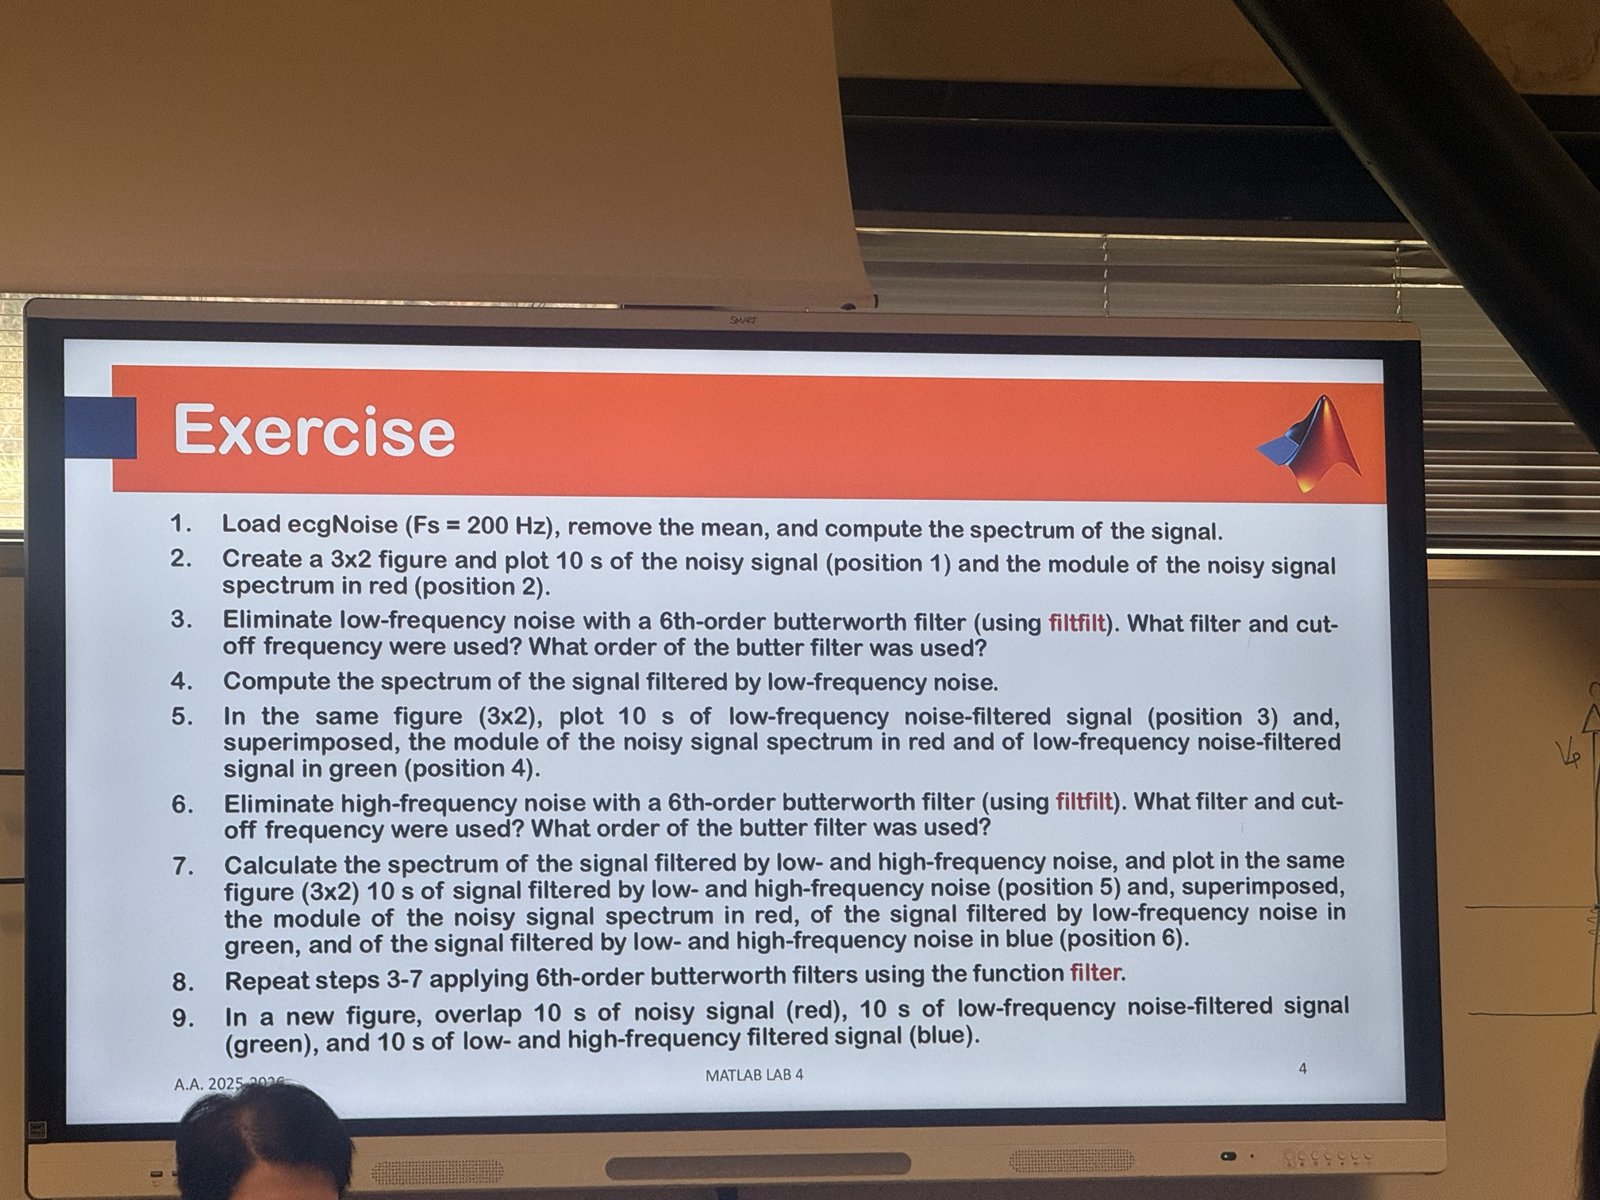 SMART
Exercise
1. Load ecgNoise (Fs = 200 Hz), remove the mean, and compute the spectrum of the signal.
2. Create a 3x2 figure and plot 10 s of the noisy signal (position 1) and the module of the noisy signal
spectrum in red (position 2).
3. Eliminate low-frequency noise with a 6th-order butterworth filter (using filtfilt). What filter and cut-
off frequency were used? What order of the butter filter was used?
4. Compute the spectrum of the signal filtered by low-frequency noise.
5. In the same figure (3x2), plot 10 s of low-frequency noise-filtered signal (position 3) and,
superimposed, the module of the noisy signal spectrum in red and of low-frequency noise-filtered
signal in green (position 4).
6. Eliminate high-frequency noise with a 6th-order butterworth filter (using filtfilt). What filter and cut-
off frequency were used? What order of the butter filter was used?
7. Calculate the spectrum of the signal filtered by low- and high-frequency noise, and plot in the same
figure (3x2) 10 s of signal filtered by low- and high-frequency noise (position 5) and, superimposed,
the module of the noisy signal spectrum in red, of the signal filtered by low-frequency noise in
green, and of the signal filtered by low- and high-frequency noise in blue (position 6).
8. Repeat steps 3-7 applying 6th-order butterworth filters using the function filter.
9. In a new figure, overlap 10 s of noisy signal (red), 10 s of low-frequency noise-filtered signal
(green), and 10 s of low- and high-frequency filtered signal (blue).
A.A. 2025-2026
MATLAB LAB 4
4